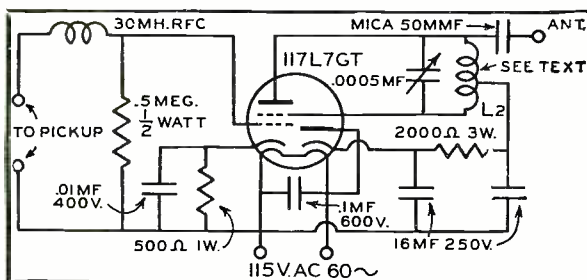 30MH.RFC
MICA 50MMF
ANT.
117L7GT
.0005MF
SEE TEXT
L2
TO PICKUP
.5 MEG.
1/2
WATT
2000Ω 3W.
.01MF
400V.
500Ω 1W.
.1MF
600V.
16MF 250V.
115V. AC 60~